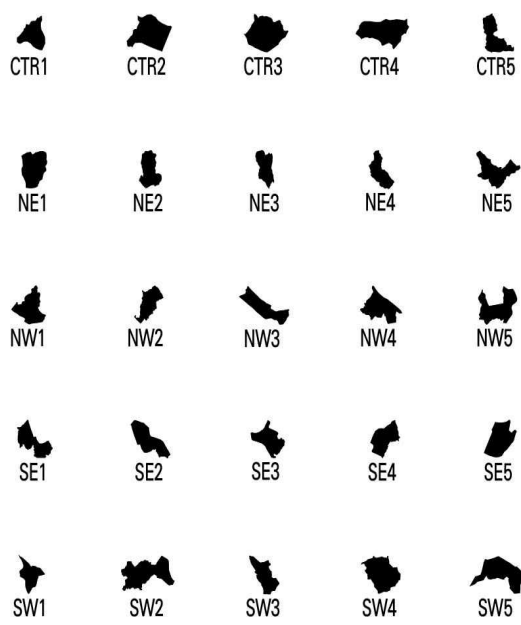 CTR1 CTR2 CTR3 CTR4 CTR5
NE1 NE2 NE3 NE4 NE5
NW1 NW2 NW3 NW4 NW5
SE1 SE2 SE3 SE4 SE5
SW1 SW2 SW3 SW4 SW5